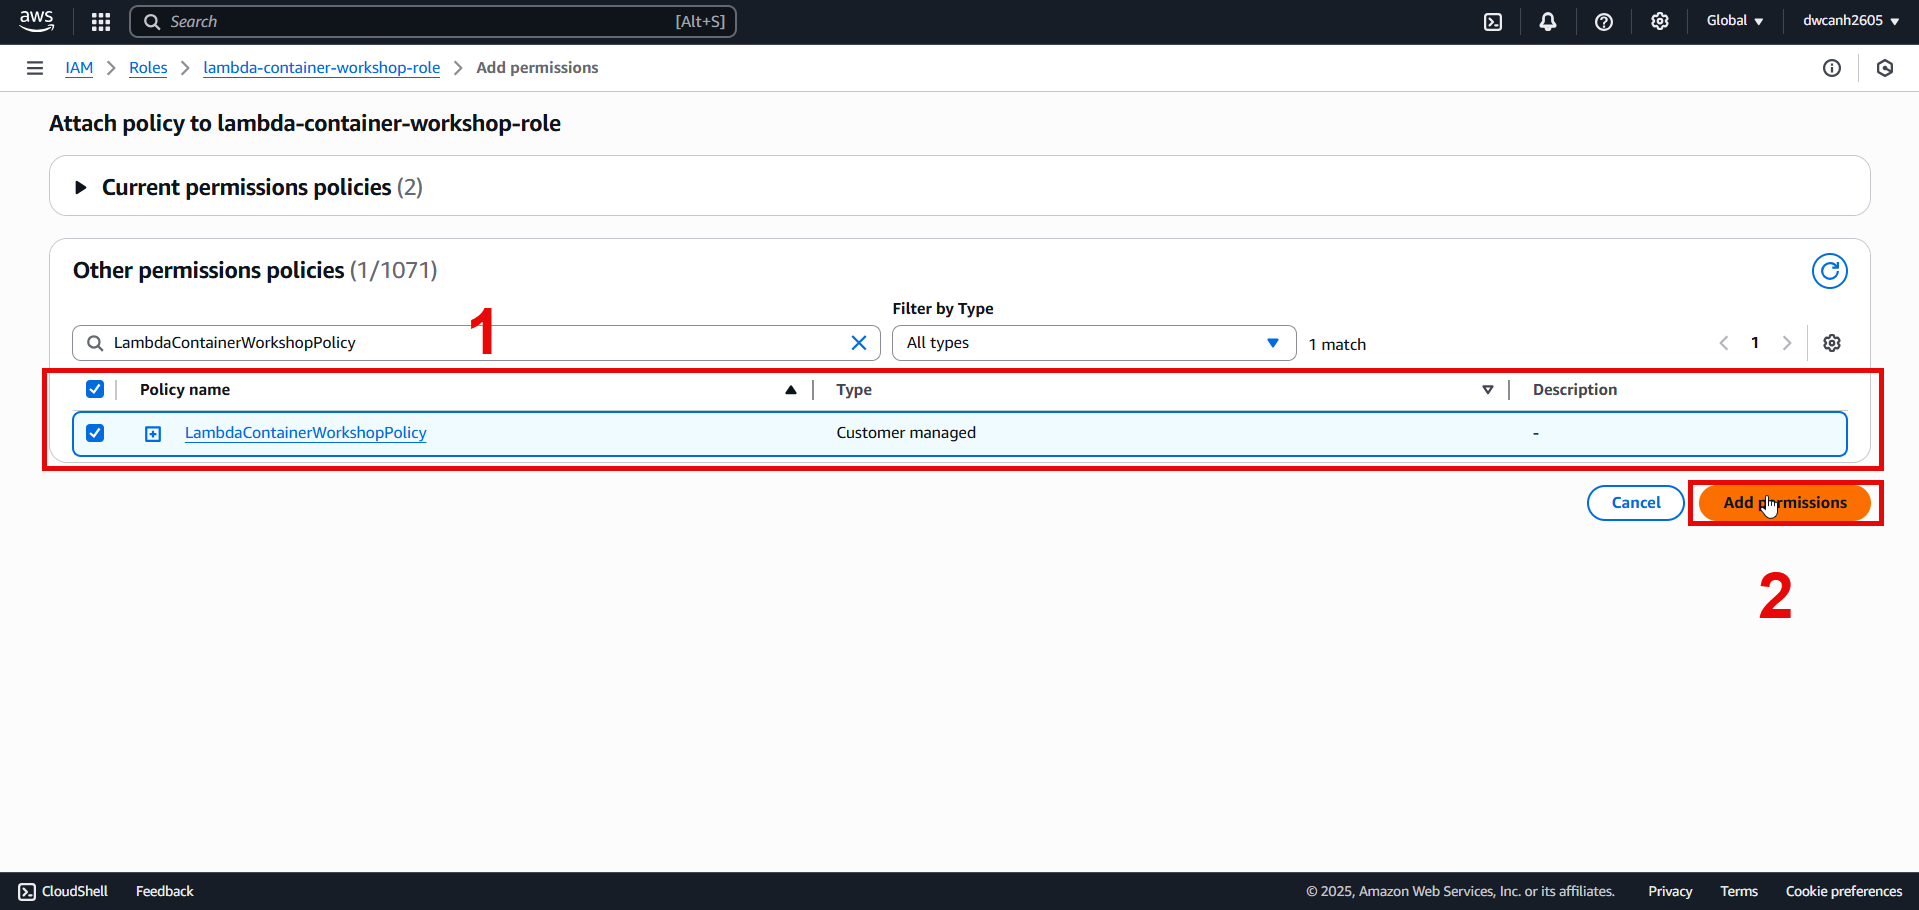 aws Search [Alt+S] Global dwcanh2605
IAM Roles lambda-container-workshop-role Add permissions
Attach policy to lambda-container-workshop-role
Current permissions policies (2)
Other permissions policies (1/1071)
1
Filter by Type
LambdaContainerWorkshopPolicy All types 1 match 1
Policy name Type Description
LambdaContainerWorkshopPolicy Customer managed -
Cancel Add permissions
2
CloudShell Feedback © 2025, Amazon Web Services, Inc. or its affiliates. Privacy Terms Cookie preferences